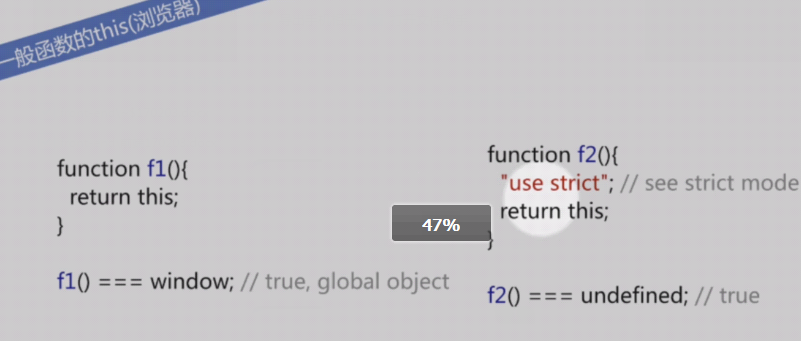 一般函数的this(浏览器)
function f1(){
return this;
}
f1() === window; // true, global object
function f2(){
"use strict"; // see strict mode
return this;
}
f2() === undefined; // true
47%